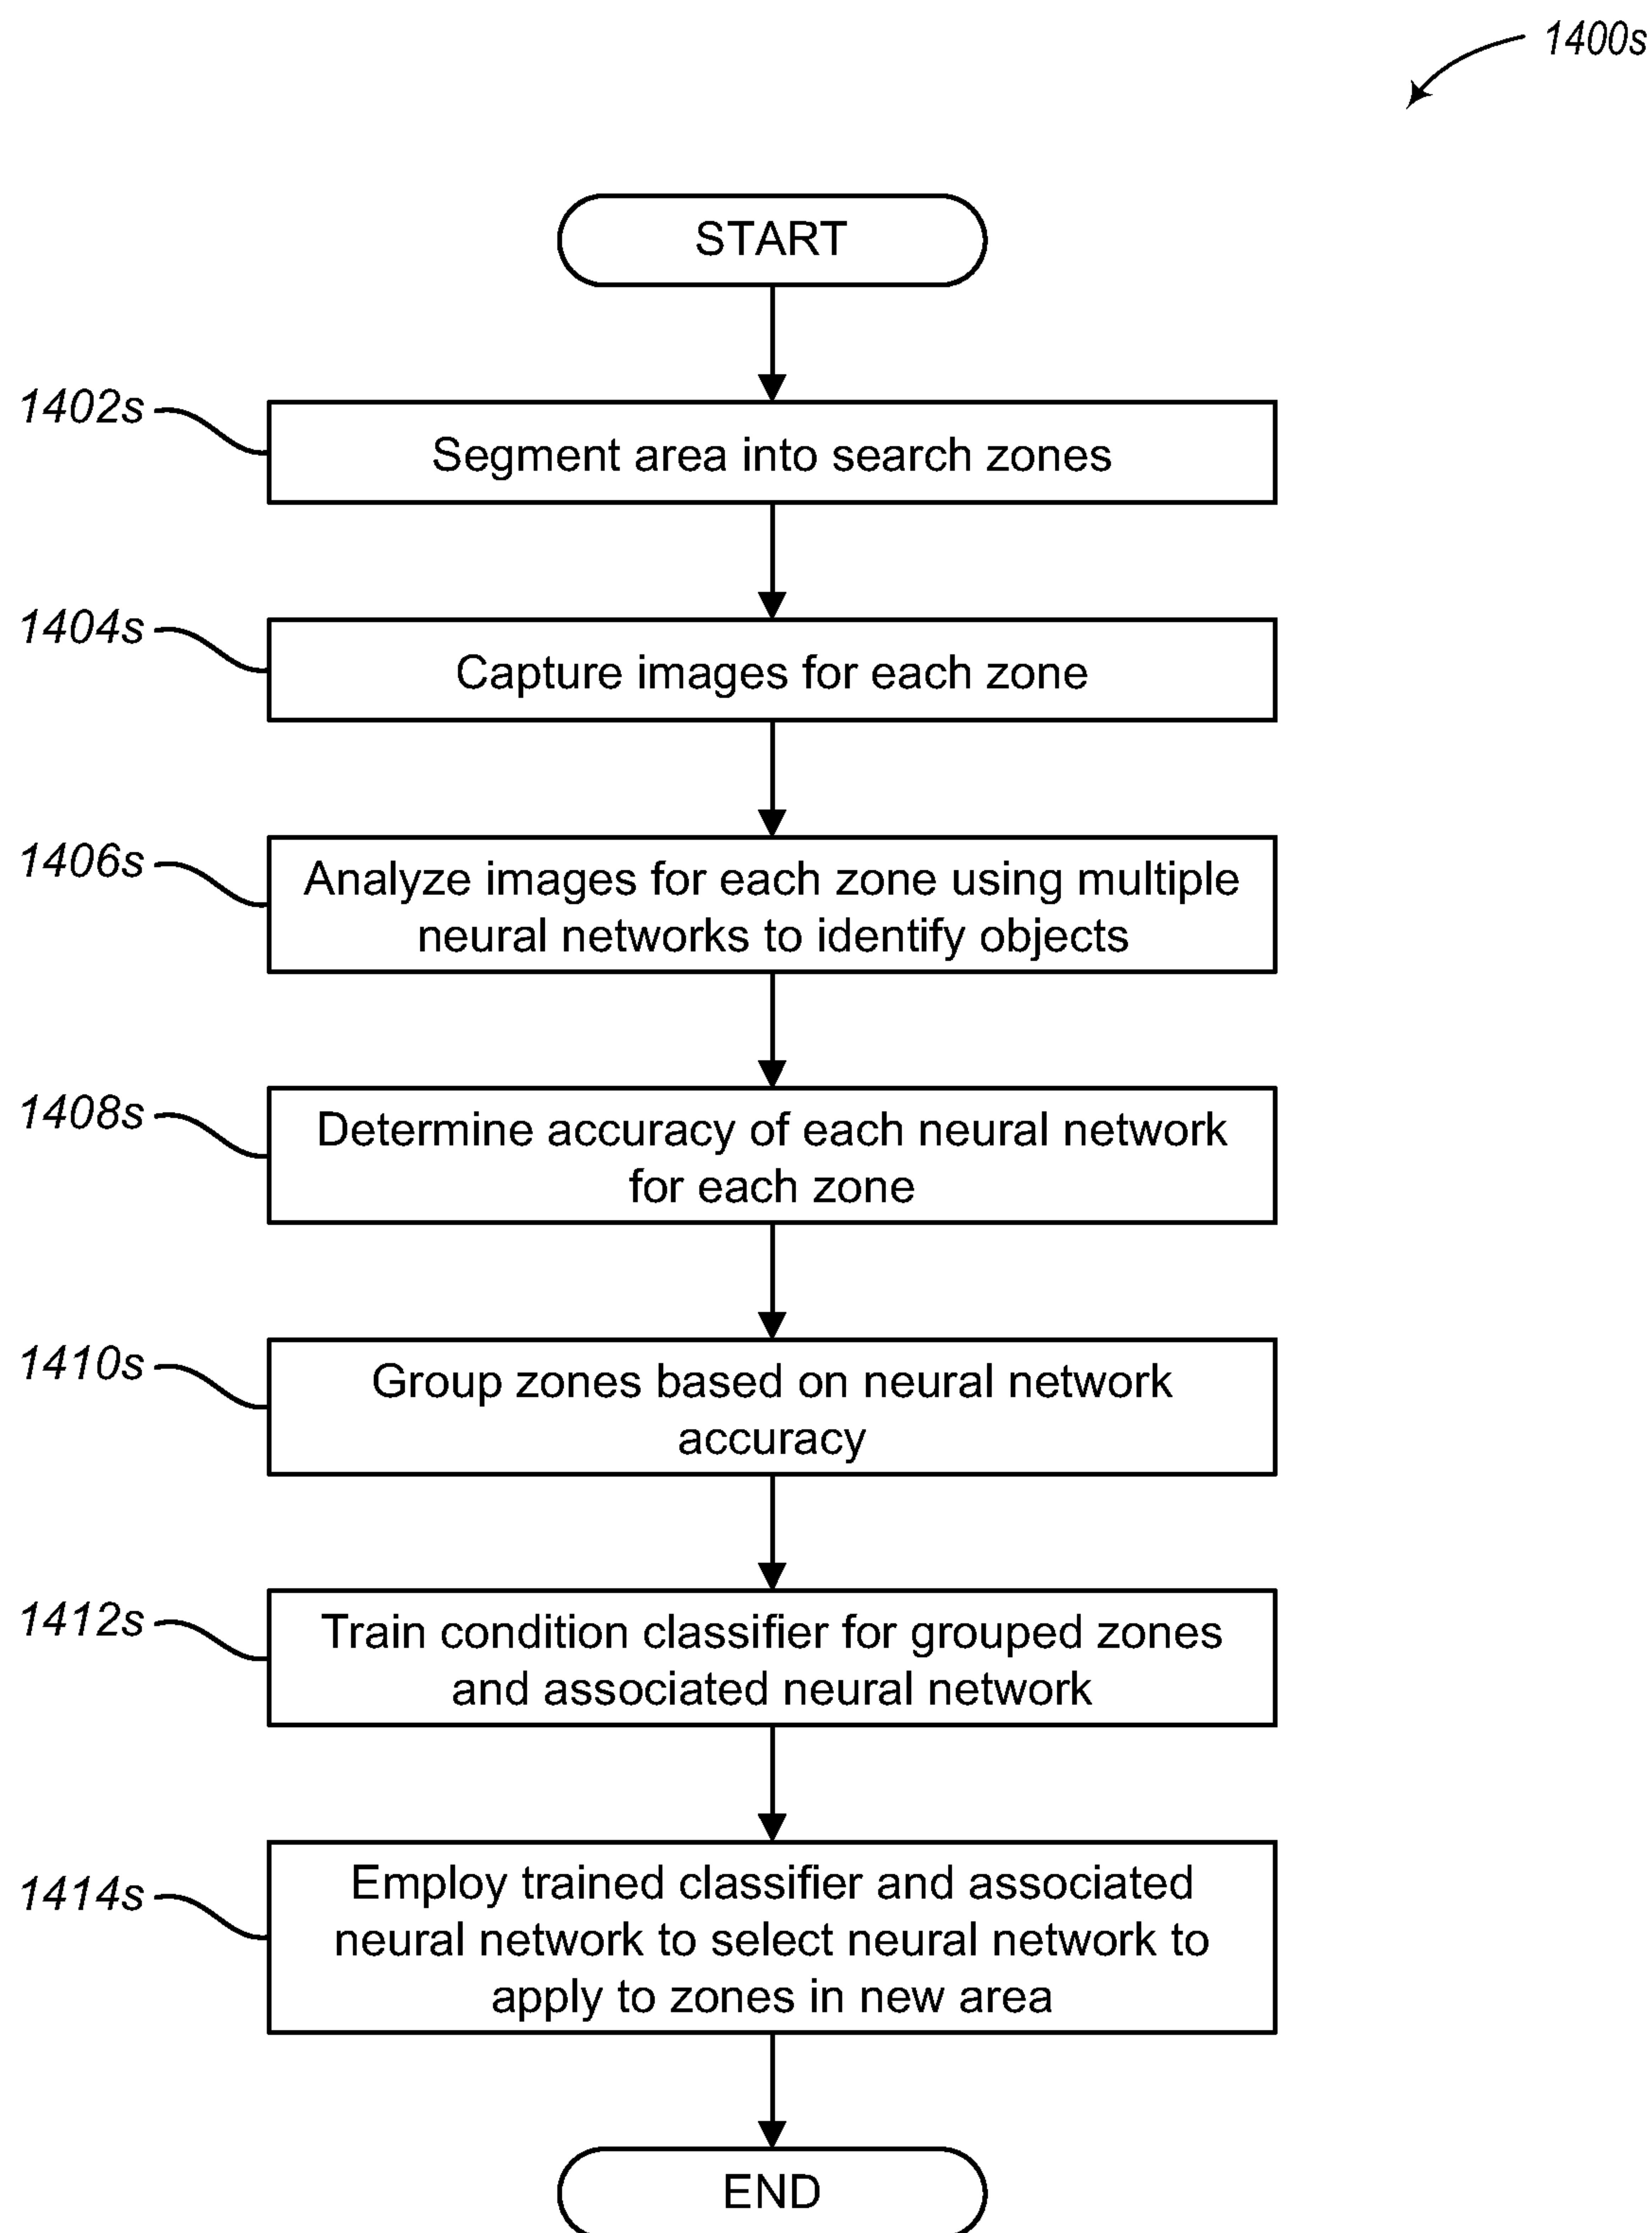 1400s
START
1402s
Segment area into search zones
1404s
Capture images for each zone
1406s
Analyze images for each zone using multiple
neural networks to identify objects
1408s
Determine accuracy of each neural network
for each zone
1410s
Group zones based on neural network
accuracy
1412s
Train condition classifier for grouped zones
and associated neural network
1414s
Employ trained classifier and associated
neural network to select neural network to
apply to zones in new area
END